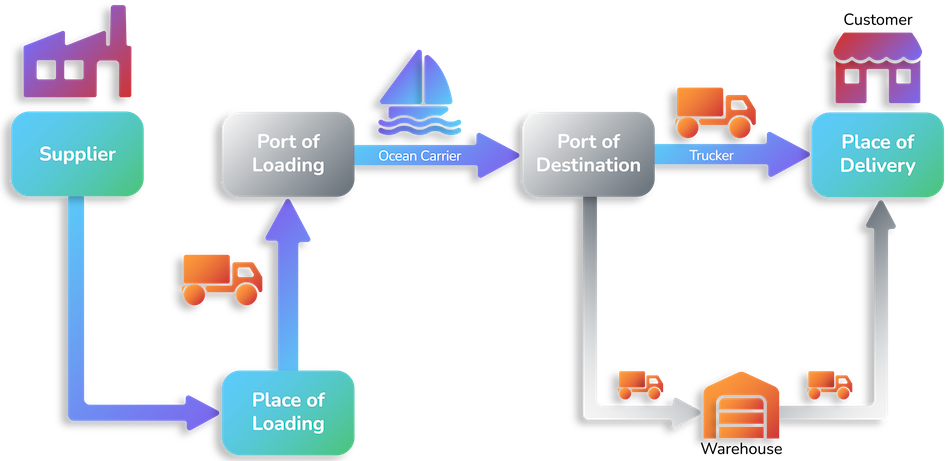 Customer
Supplier
Port of
Loading
Ocean Carrier
Port of
Destination
Trucker
Place of
Delivery
Place of
Loading
Warehouse